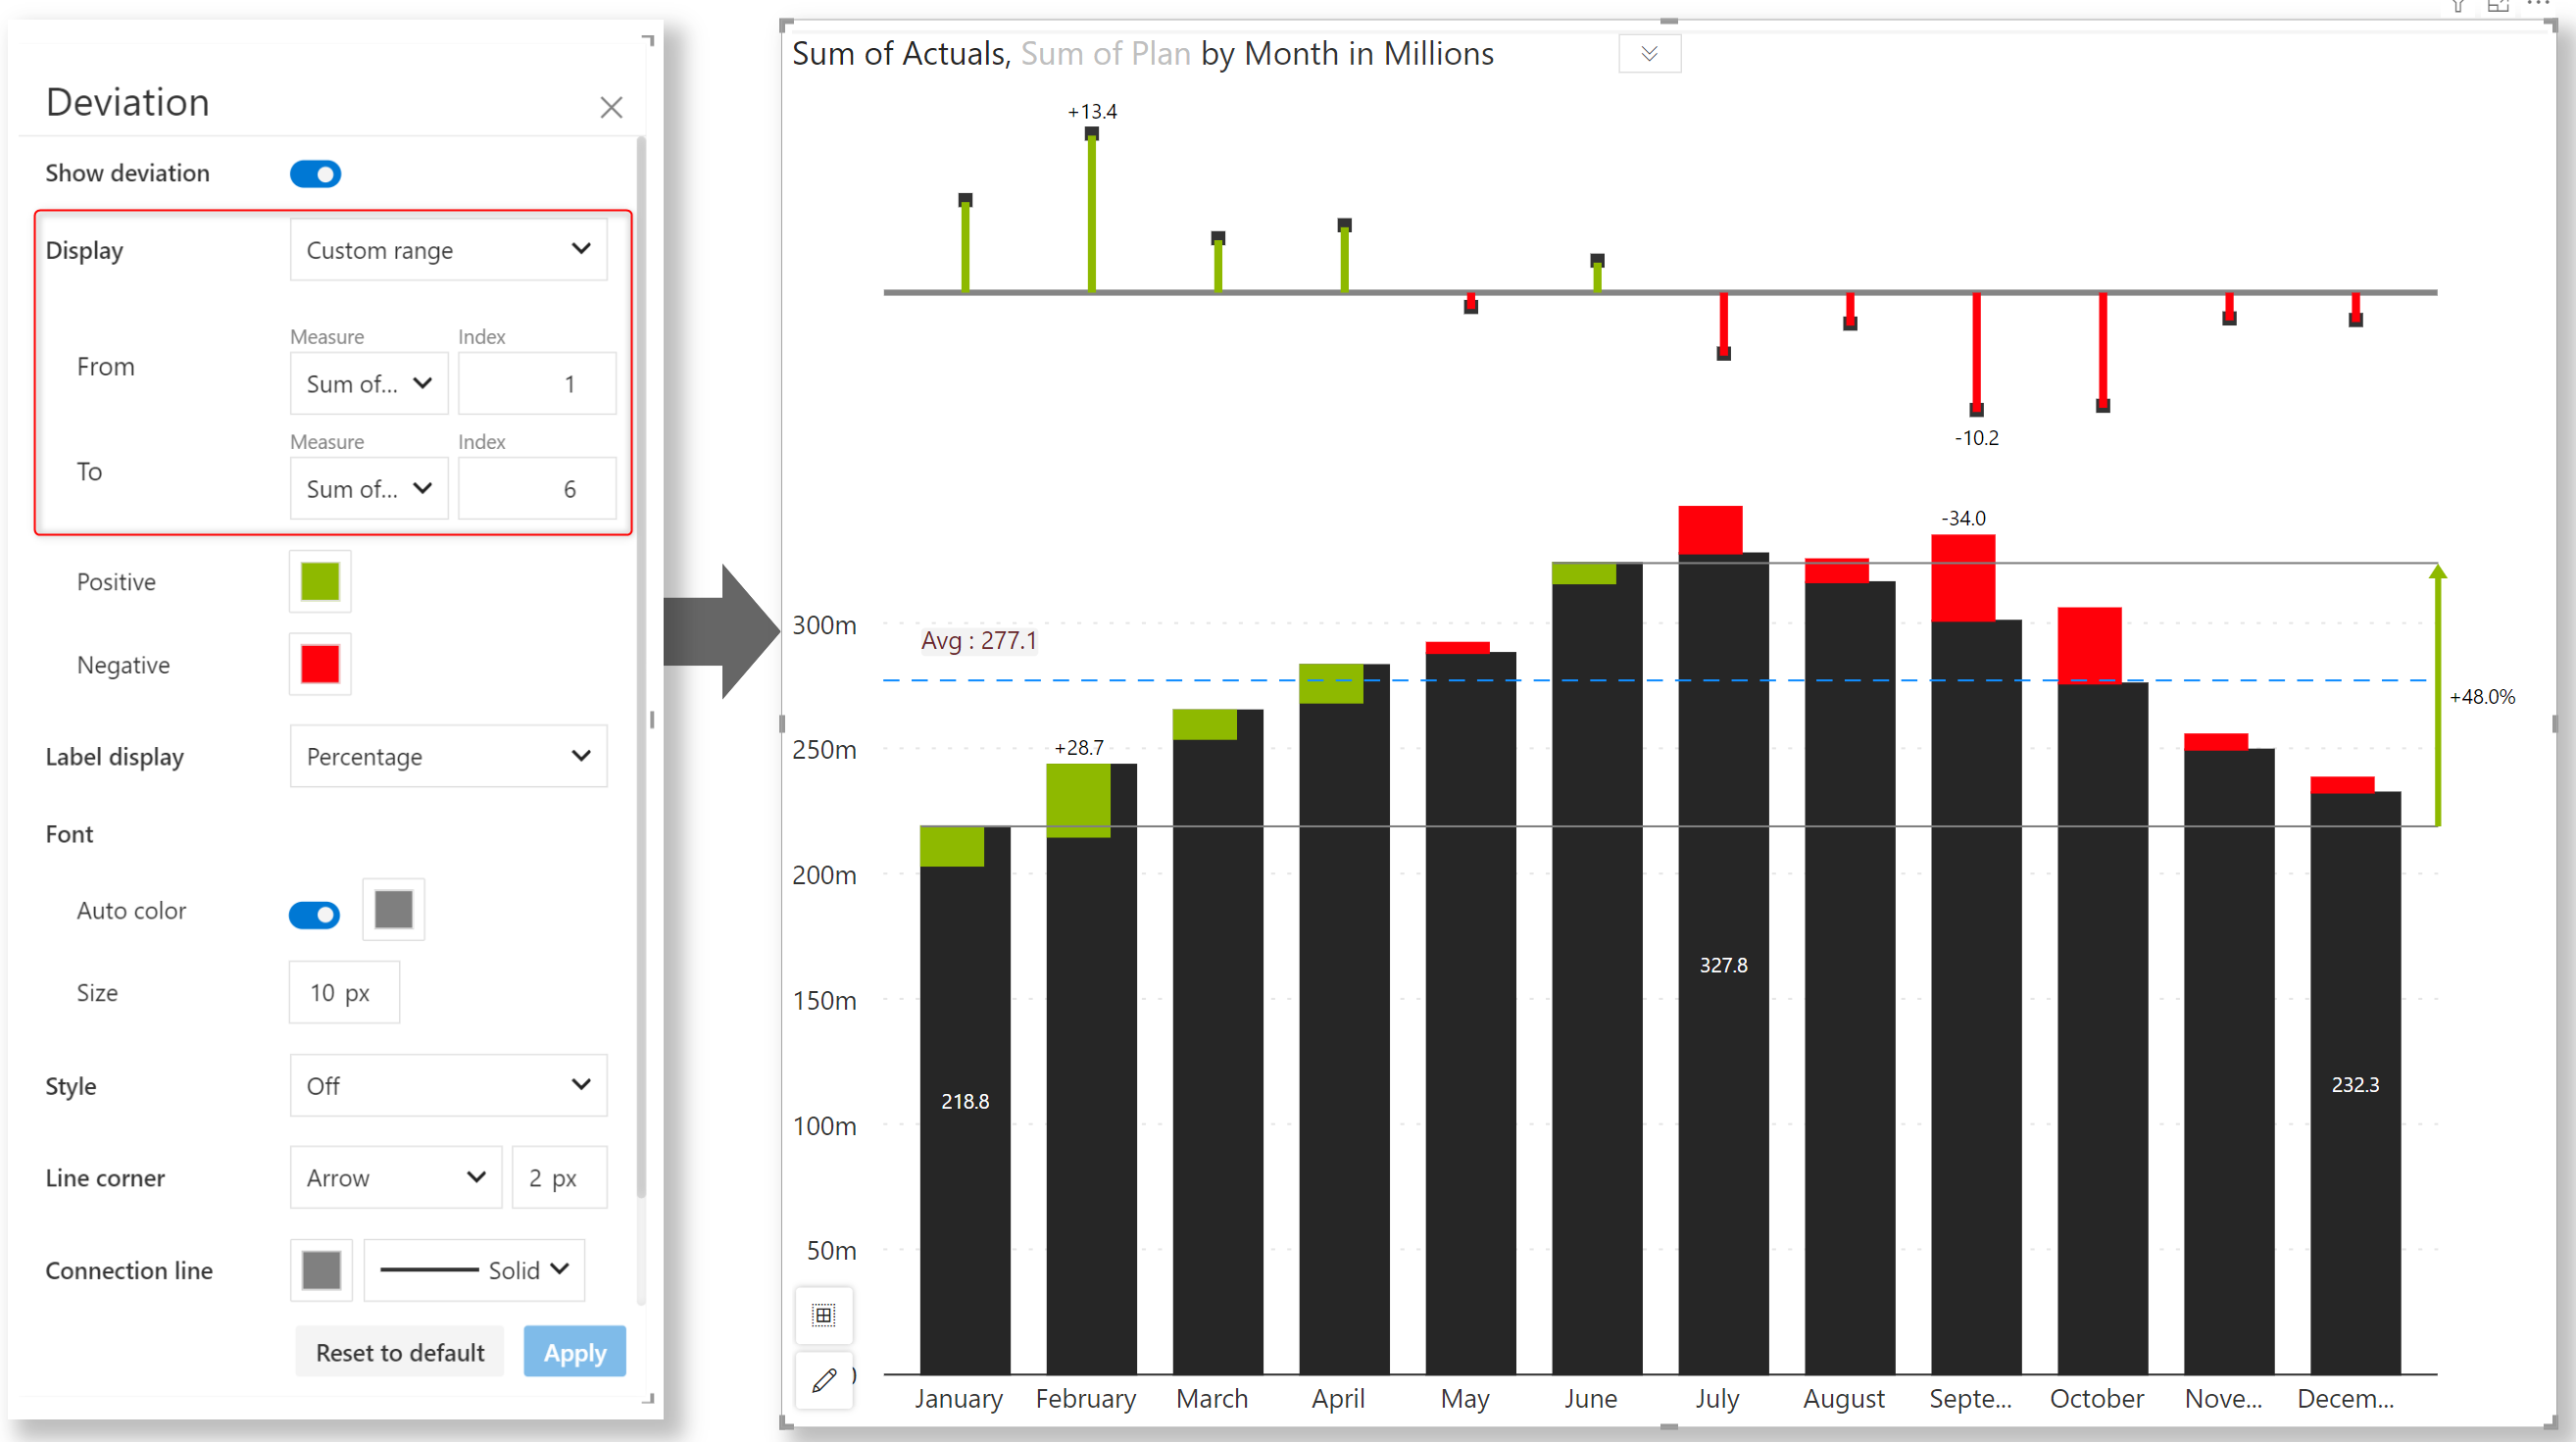 Deviation
Show deviation
Display
Custom range
Measure
Index
From
Sum of...
1
Measure
Index
To
Sum of...
6
Positive
Negative
Label display
Percentage
Font
Auto color
Size
10 px
Style
Off
Line corner
Arrow
2 px
Connection line
Solid
Reset to default
Apply
Sum of Actuals, Sum of Plan by Month in Millions
+13.4
-10.2
-34.0
300m
Avg : 277.1
+48.0%
250m
+28.7
200m
327.8
150m
232.3
218.8
100m
50m
0
January
February
March
April
May
June
July
August
Septe...
October
Nove...
Decem...